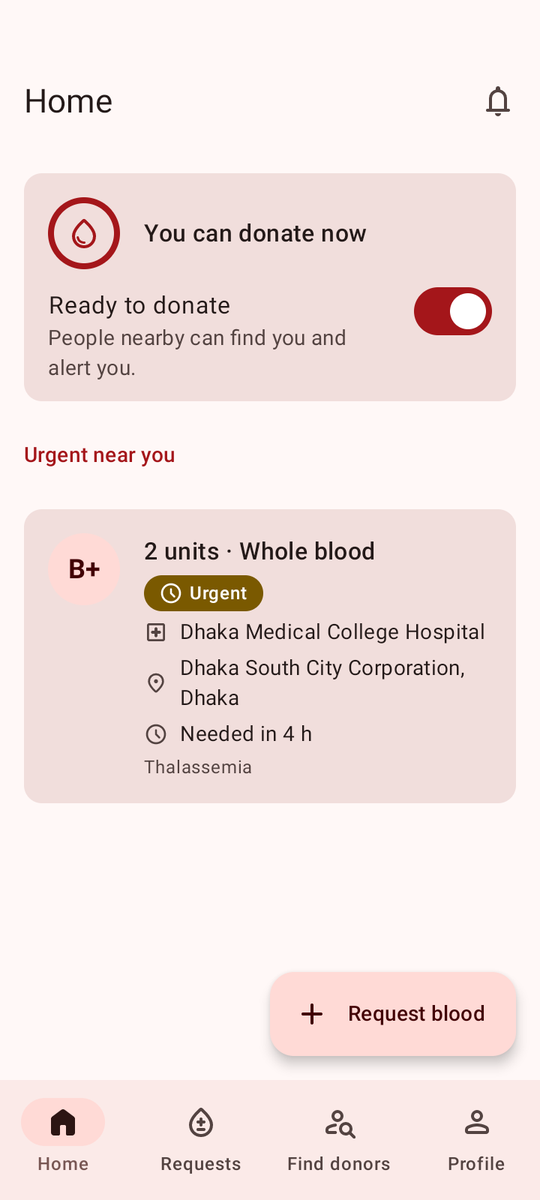 Home
You can donate now
Ready to donate
People nearby can find you and
alert you.
Urgent near you
B+
2 units · Whole blood
Urgent
Dhaka Medical College Hospital
Dhaka South City Corporation,
Dhaka
Needed in 4 h
Thalassemia
Request blood
Home
Requests
Find donors
Profile